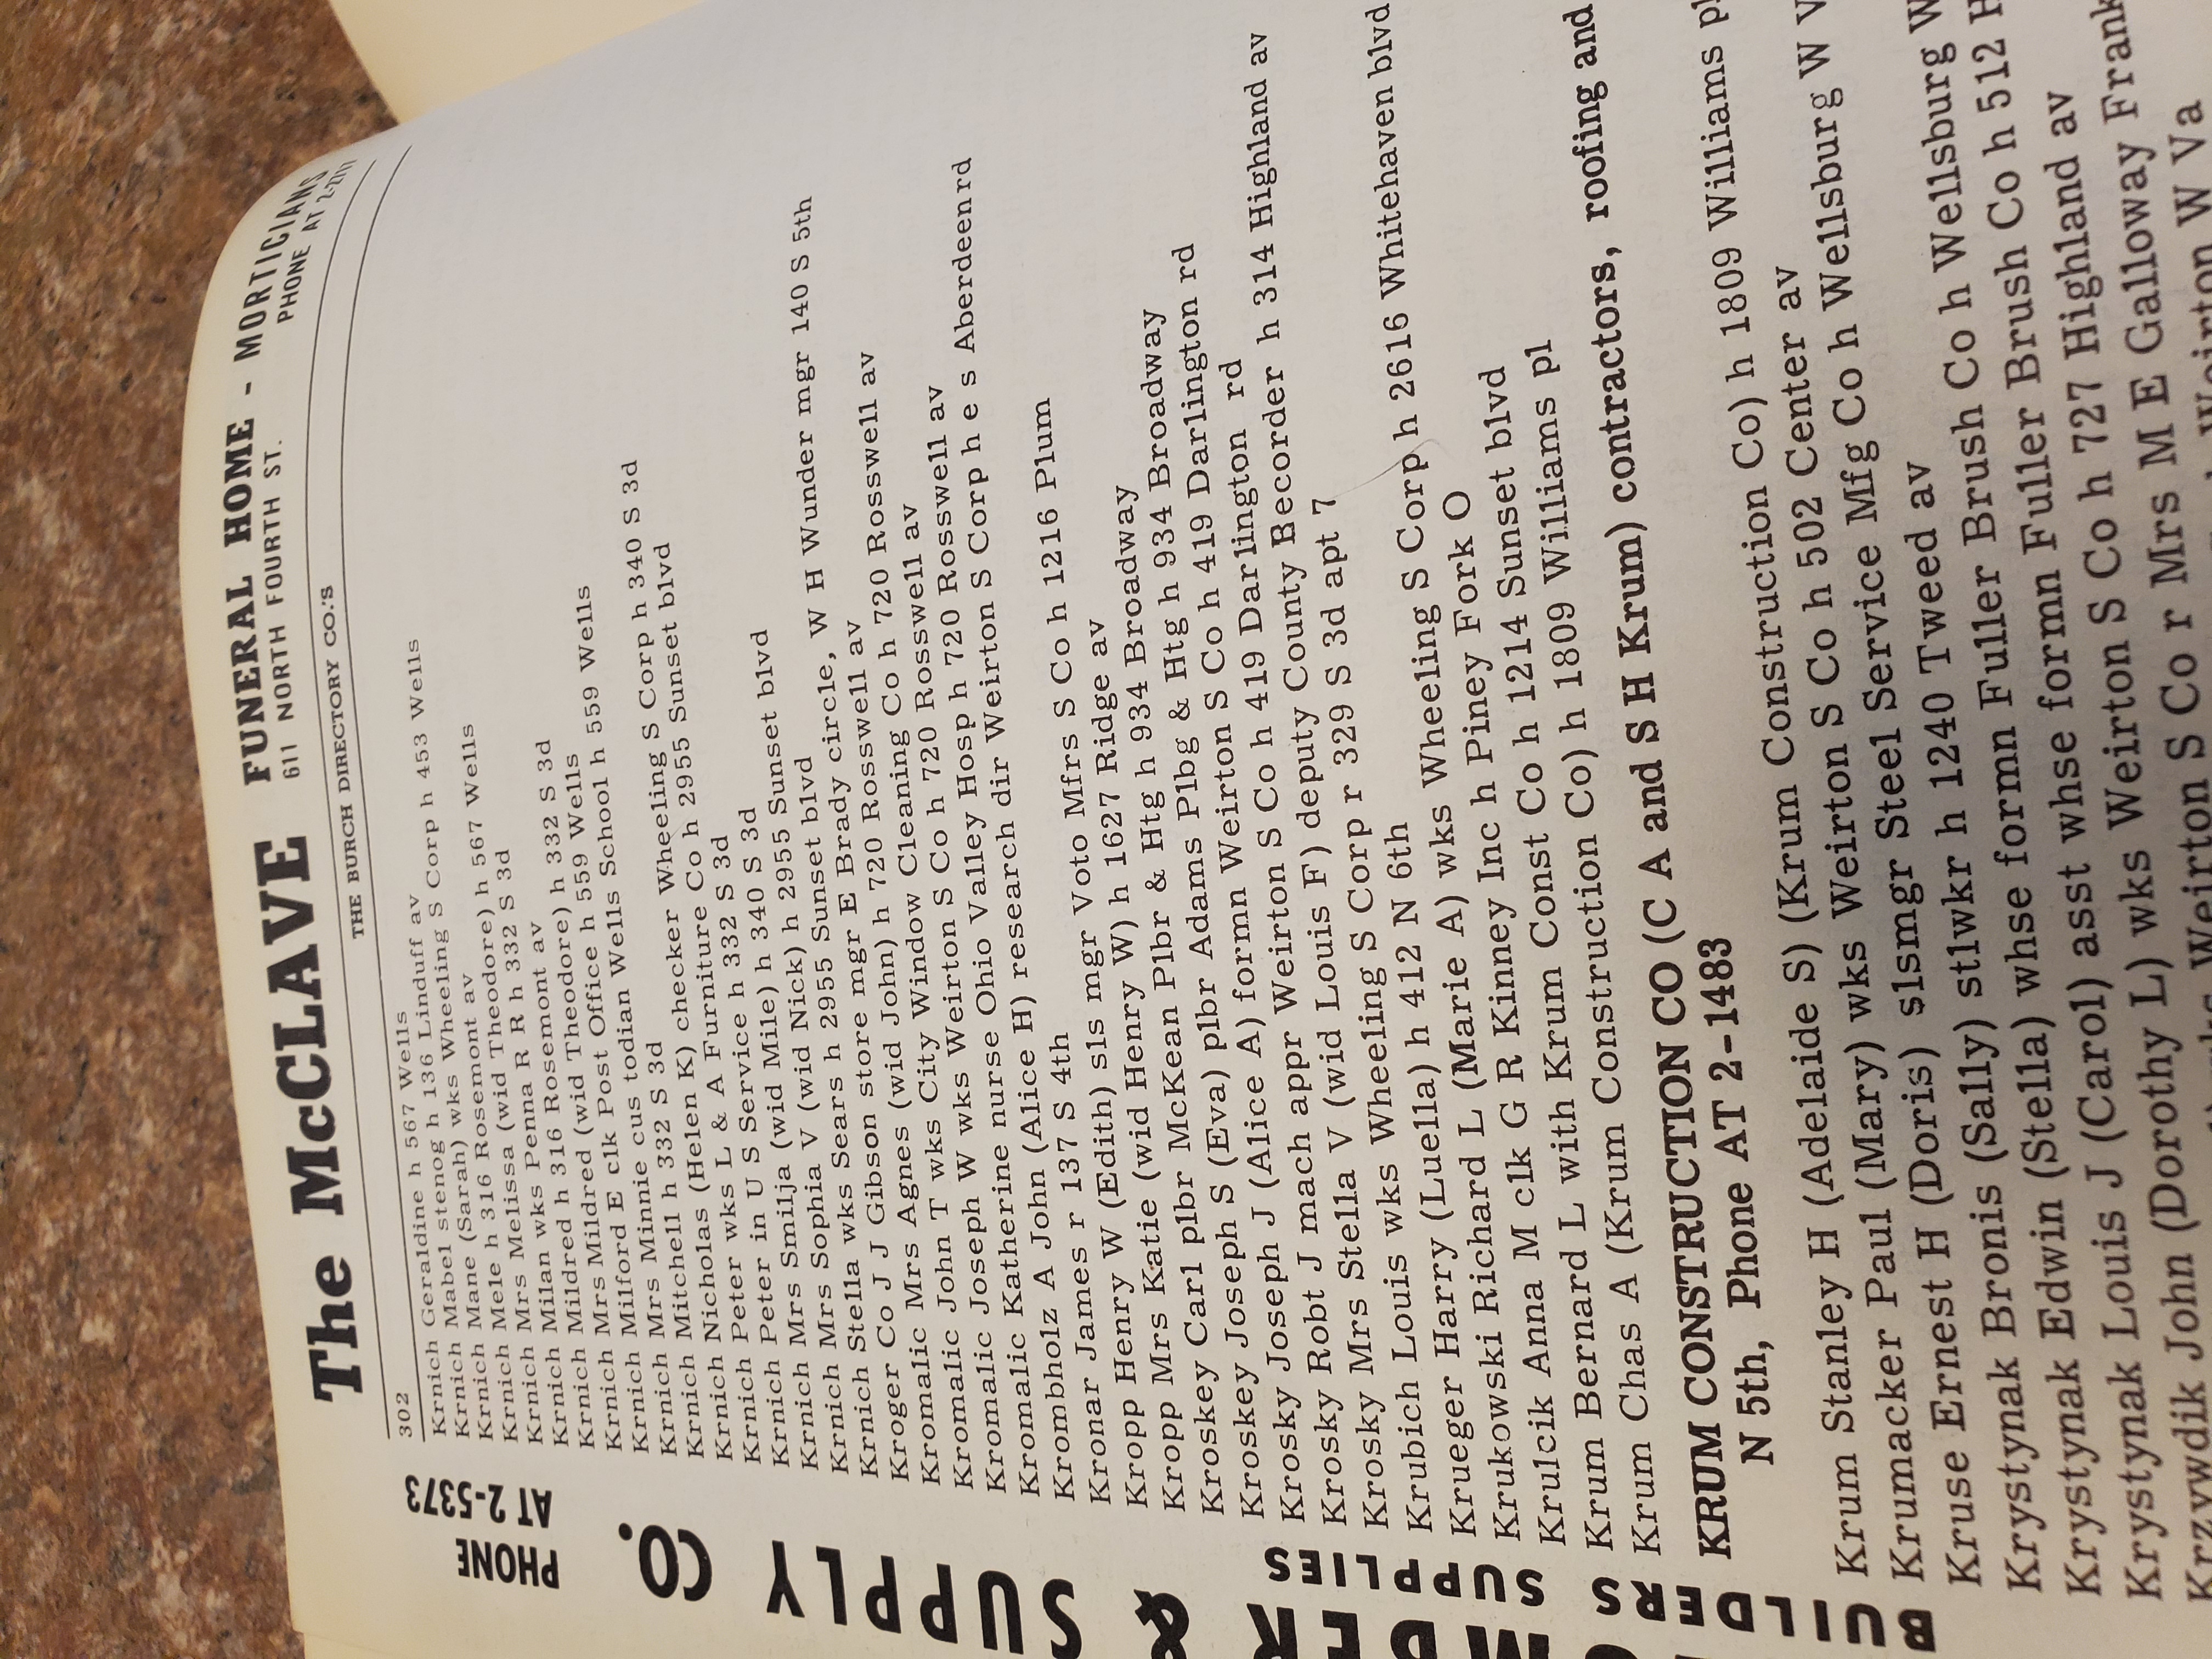 The McCLAVE FUNERAL HOME - MORTICIANS
611 NORTH FOURTH ST. PHONE AT 2-2717
THE BURCH DIRECTORY CO.'S
302
Krnich Geraldine h 567 Wells
Krnich Mabel stenog h 136 Linduff av
Krnich Mane (Sarah) wks Wheeling S Corp h 453 Wells
Krnich Mele h 316 Rosemont av
Krnich Mrs Melissa (wid Theodore) h 567 Wells
Krnich Milan wks Penna R R h 332 S 3d
Krnich Mildred h 316 Rosemont av
Krnich Mrs Mildred (wid Theodore) h 332 S 3d
Krnich Milford E clk Post Office h 559 Wells
Krnich Mrs Minnie cus todian Wells School h 559 Wells
Krnich Mitchell h 332 S 3d
Krnich Nicholas (Helen K) checker Wheeling S Corp h 340 S 3d
Krnich Peter wks L & A Furniture Co h 2955 Sunset blvd
Krnich Peter in U S Service h 332 S 3d
Krnich Mrs Smilja (wid Mile) h 340 S 3d
Krnich Mrs Sophia V (wid Nick) h 2955 Sunset blvd
Krnich Stella wks Sears h 2955 Sunset blvd
Kroger Co J J Gibson store mgr E Brady circle, W H Wunder mgr 140 S 5th
Kromalic Mrs Agnes (wid John) h 720 Rosswell av
Kromalic John T wks City Window Cleaning Co h 720 Rosswell av
Kromalic Joseph W wks Weirton S Co h 720 Rosswell av
Kromalic Katherine nurse Ohio Valley Hosp h 720 Rosswell av
Krombholz A John (Alice H) research dir Weirton S Corp h e s Aberdeen rd
Kronar James r 137 S 4th
Kropp Henry W (Edith) sls mgr Voto Mfrs S Co h 1216 Plum
Kropp Mrs Katie (wid Henry W) h 1627 Ridge av
Kroskey Carl plbr McKean Plbr & Htg h 934 Broadway
Kroskey Joseph S (Eva) plbr Adams Plbg & Htg h 934 Broadway
Krosky Joseph J (Alice A) formn Weirton S Co h 419 Darlington rd
Krosky Robt J mach appr Weirton S Co h 419 Darlington rd
Krosky Mrs Stella V (wid Louis F) deputy County Becorder h 314 Highland av
Krubich Louis wks Wheeling S Corp r 329 S 3d apt 7
Krueger Harry (Luella) h 412 N 6th
Krukowski Richard L (Marie A) wks Wheeling S Corp h 2616 Whitehaven blvd
Krulcik Anna M clk G R Kinney Inc h Piney Fork O
Krum Bernard L with Krum Const Co h 1214 Sunset blvd
Krum Chas A (Krum Construction Co) h 1809 Williams pl
KRUM CONSTRUCTION CO (C A and S H Krum) contractors, roofing and
N 5th, Phone AT 2-1483
Krum Stanley H (Adelaide S) (Krum Construction Co) h 1809 Williams pl
Krumacker Paul (Mary) wks Weirton S Co h 502 Center av
Kruse Ernest H (Doris) slsmgr Steel Service Mfg Co h Wellsburg W V
Krystynak Bronis (Sally) stlwkr h 1240 Tweed av
Krystynak Edwin (Stella) whse formn Fuller Brush Co h Wellsburg W
Krystynak Louis J (Carol) asst whse formn Fuller Brush Co h 512 H
Krystynak John (Dorothy L) wks Weirton S Co h 727 Highland av
Krzywdik John Weirton S Co r Mrs M E Galloway Frank
Weirton W Va
PHONE
AT 2-5373
SUPPLY CO.
&
BUILDERS SUPPLIES